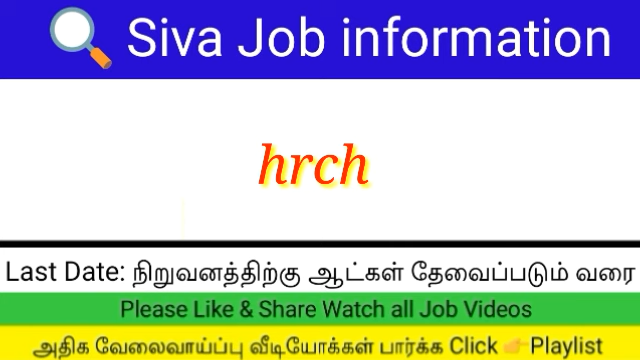 Siva Job information
hrch
Last Date: நிறுவனத்திற்கு ஆட்கள் தேவைப்படும் வரை
Please Like & Share Watch all Job Videos
அதிக வேலைவாய்ப்பு வீடியோக்கள் பார்க்க Click 👉Playlist